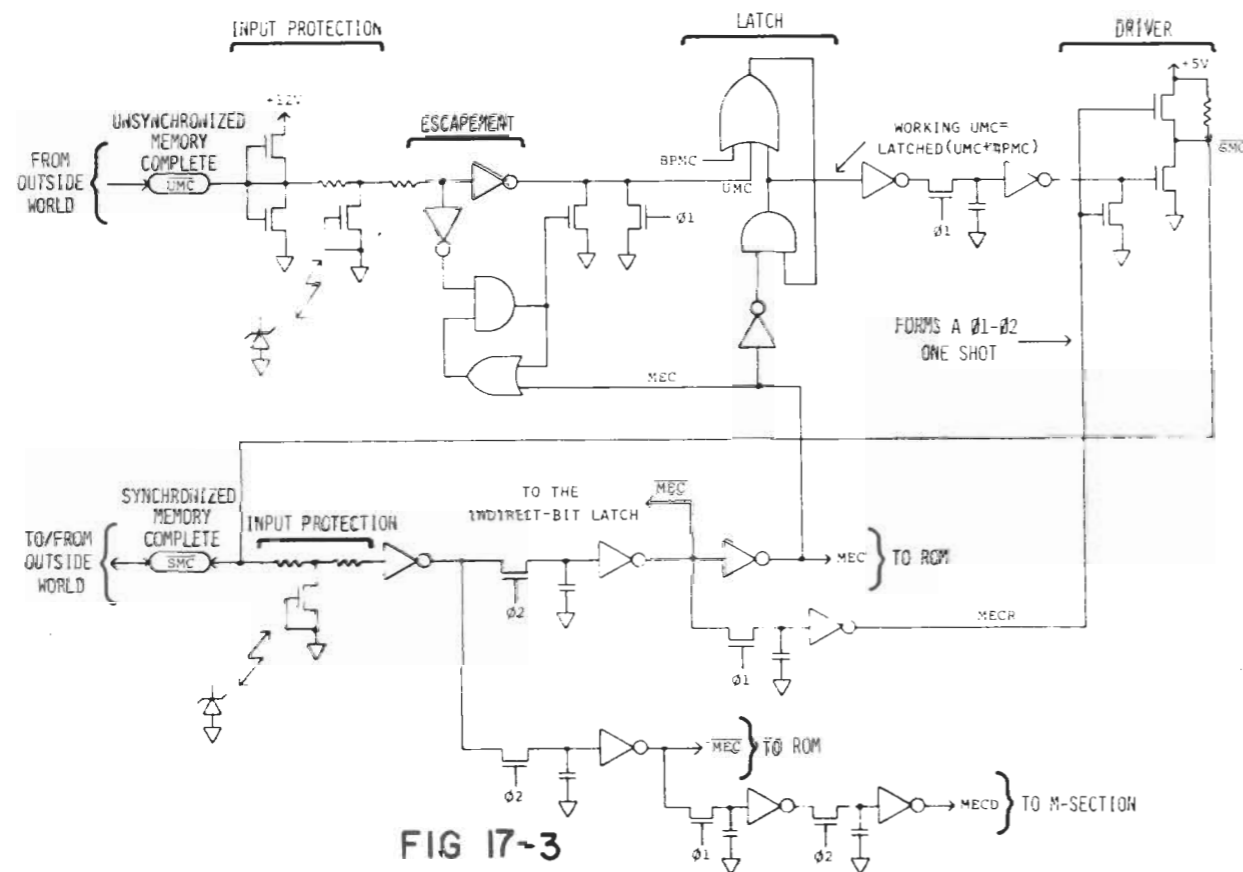 INPUT PROTECTION
LATCH
DRIVER
+12V
+5V
UNSYNCHRONIZED
MEMORY
COMPLETE
ESCAPEMENT
FROM
OUTSIDE
WORLD
UMC
BPMC
UMC
WORKING UMC=
LATCHED(UMC+BPMC)
SMC
Ø1
Ø1
FORMS A Ø1-Ø2
ONE SHOT
MEC
SYNCHRONIZED
MEMORY
COMPLETE
INPUT PROTECTION
TO THE
INDIRECT-BIT LATCH
MEC
TO/FROM
OUTSIDE
WORLD
SMC
MEC
TO ROM
Ø2
MECR
Ø1
MEC
TO ROM
Ø2
MECD
TO M-SECTION
Ø1
Ø2
FIG 17-3